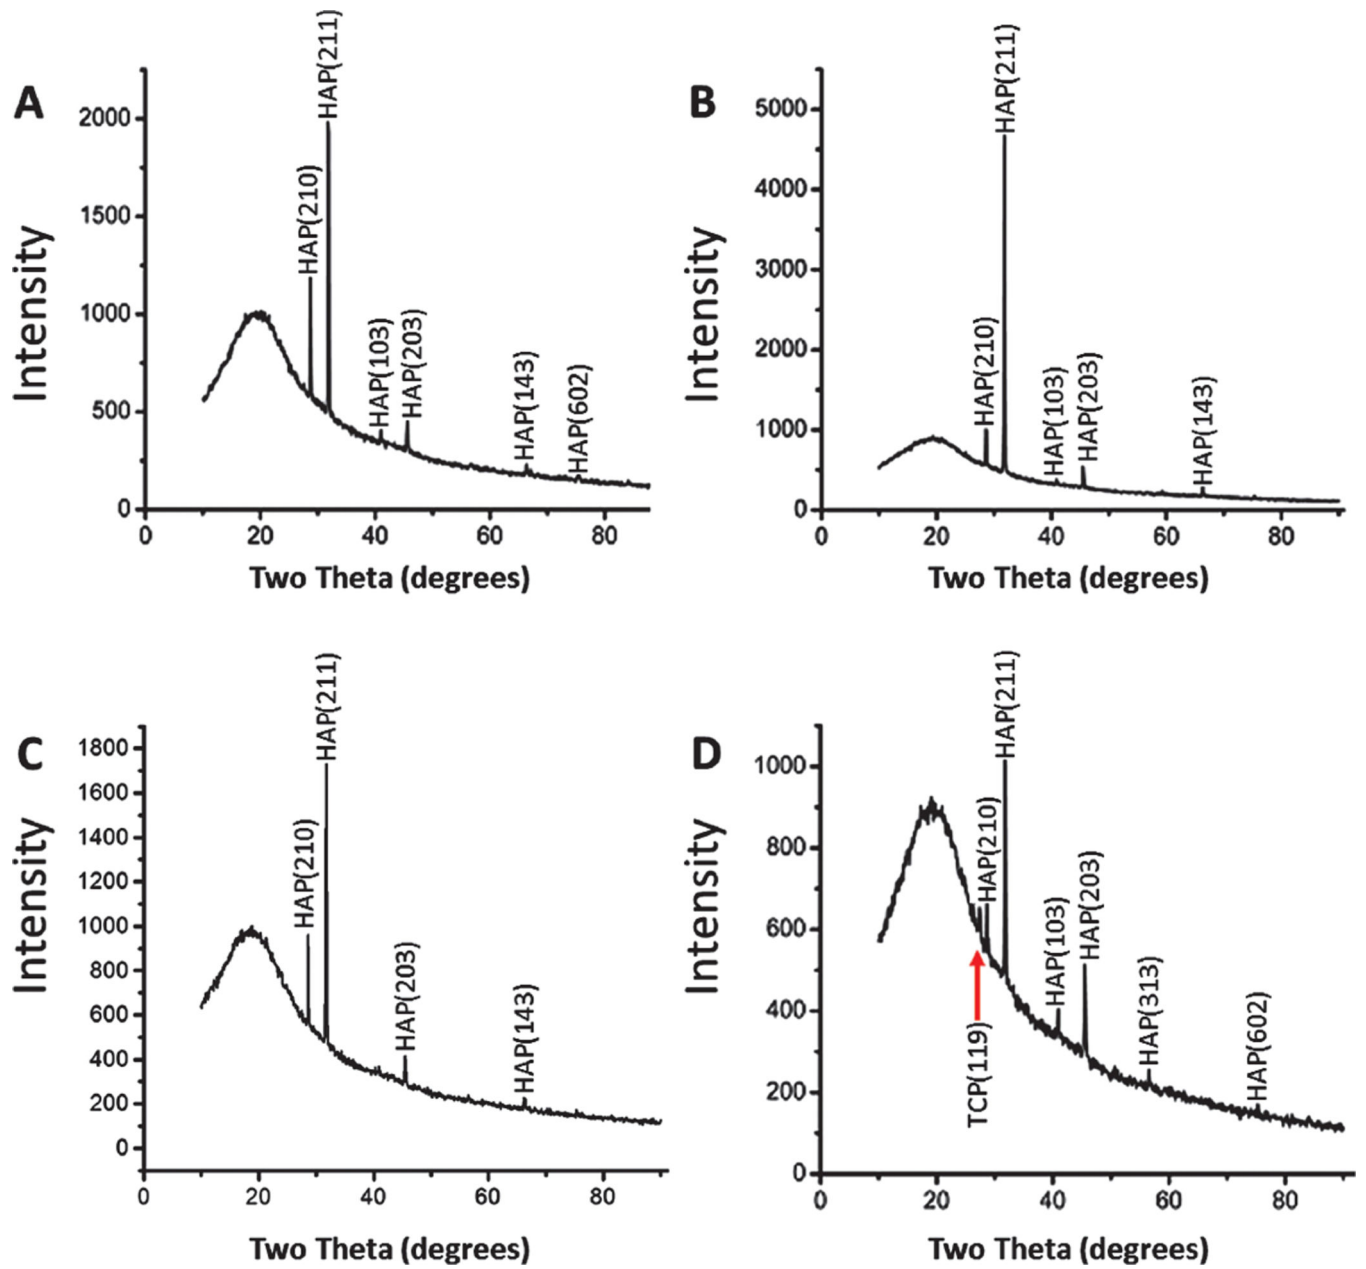 A
Intensity
2000
1500
1000
500
0
HAP(210)
HAP(211)
HAP(103)
HAP(203)
HAP(143)
HAP(602)
0 20 40 60 80
Two Theta (degrees)
B
Intensity
5000
4000
3000
2000
1000
0
HAP(210)
HAP(211)
HAP(103)
HAP(203)
HAP(143)
0 20 40 60 80
Two Theta (degrees)
C
Intensity
1800
1600
1400
1200
1000
800
600
400
200
0
HAP(210)
HAP(211)
HAP(203)
HAP(143)
0 20 40 60 80
Two Theta (degrees)
D
Intensity
1000
800
600
400
200
0
TCP(119)
HAP(210)
HAP(211)
HAP(103)
HAP(203)
HAP(313)
HAP(602)
0 20 40 60 80
Two Theta (degrees)